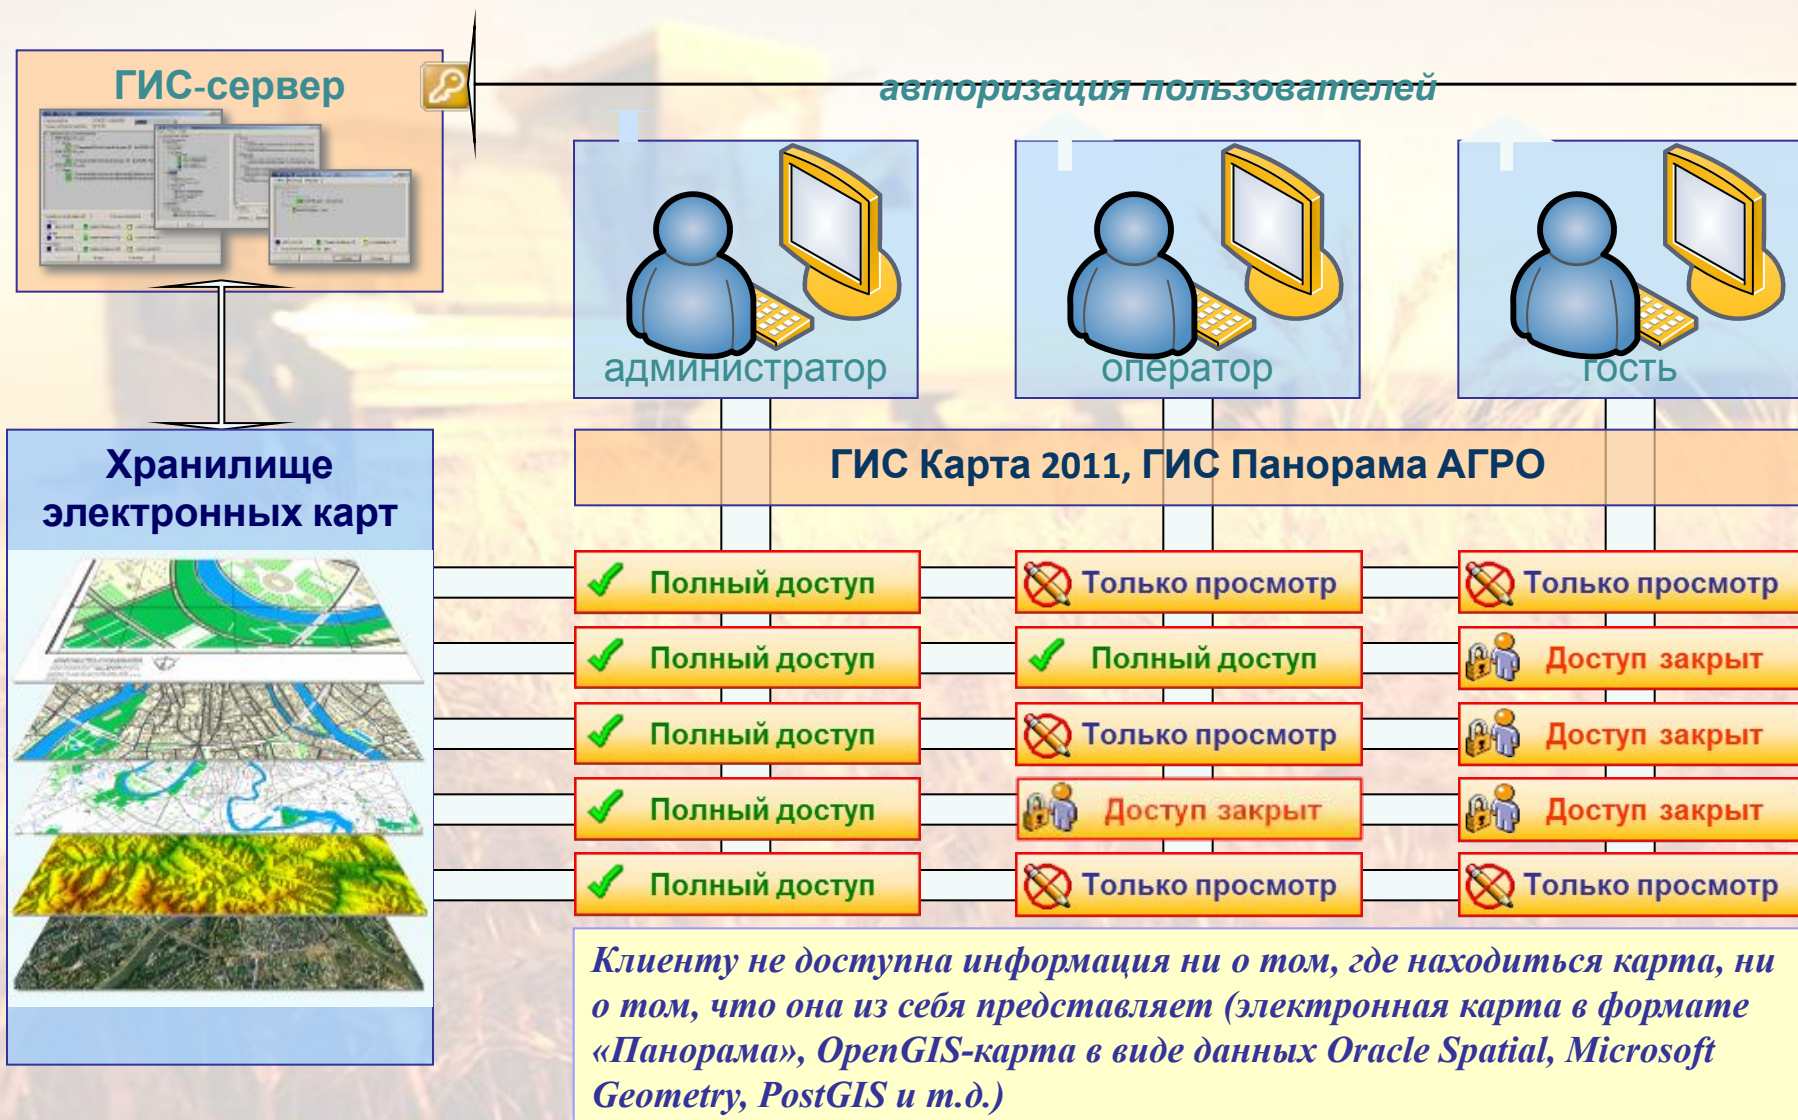 ГИС-сервер
авторизация пользователей
администратор
оператор
гость
Хранилище
электронных карт
ГИС Карта 2011, ГИС Панорама АГРО
Полный доступ
Только просмотр
Только просмотр
Полный доступ
Полный доступ
Доступ закрыт
Полный доступ
Только просмотр
Доступ закрыт
Полный доступ
Доступ закрыт
Доступ закрыт
Полный доступ
Только просмотр
Только просмотр
Клиенту не доступна информация ни о том, где находиться карта, ни
о том, что она из себя представляет (электронная карта в формате
«Панорама», OpenGIS-карта в виде данных Oracle Spatial, Microsoft
Geometry, PostGIS и т.д.)